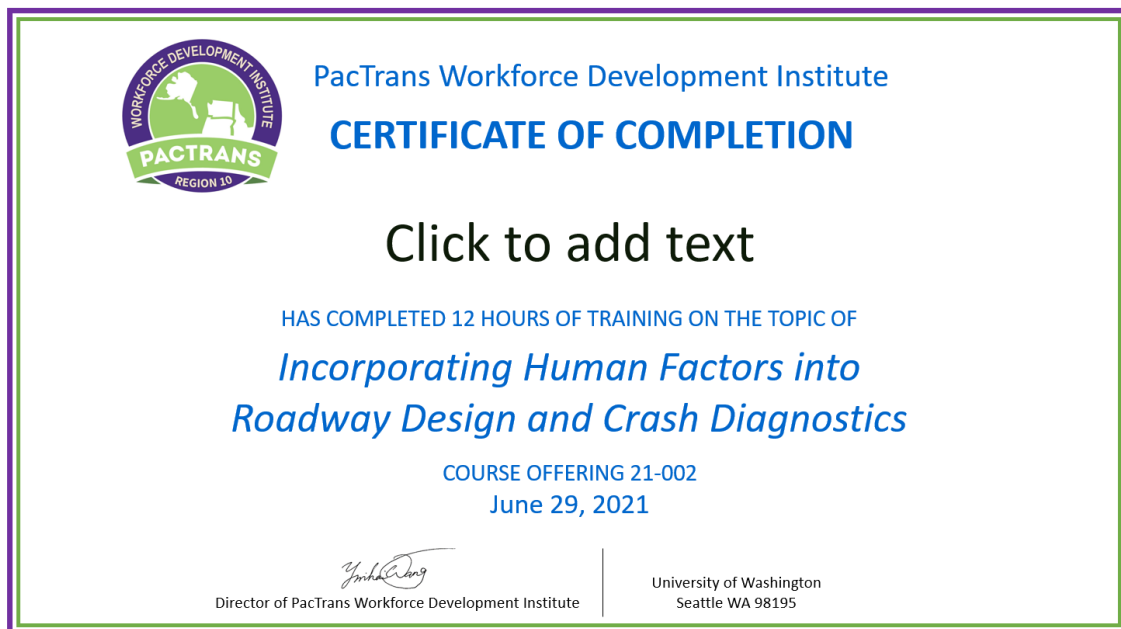 WORKFORCE DEVELOPMENT INSTITUTE
PACTRANS
REGION 10
PacTrans Workforce Development Institute
CERTIFICATE OF COMPLETION
Click to add text
HAS COMPLETED 12 HOURS OF TRAINING ON THE TOPIC OF
Incorporating Human Factors into
Roadway Design and Crash Diagnostics
COURSE OFFERING 21-002
June 29, 2021
Director of PacTrans Workforce Development Institute
University of Washington
Seattle WA 98195